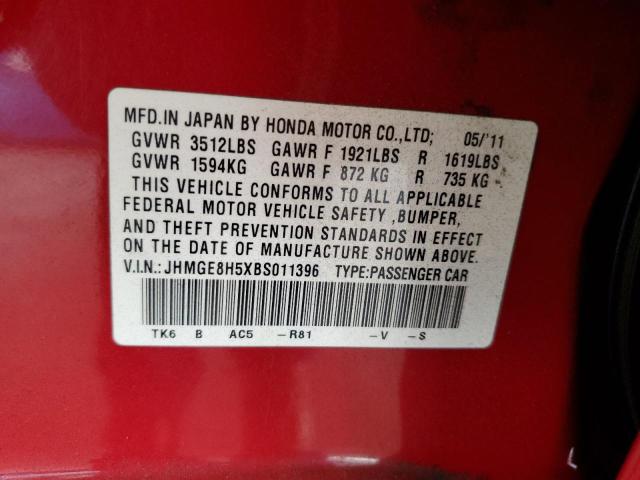 MFD.IN JAPAN BY HONDA MOTOR CO.,LTD; 05/'11
GVWR 3512LBS GAWR F 1921LBS R 1619LBS
GVWR 1594KG GAWR F 872 KG R 735 KG
THIS VEHICLE CONFORMS TO ALL APPLICABLE
FEDERAL MOTOR VEHICLE SAFETY ,BUMPER,
AND THEFT PREVENTION STANDARDS IN EFFECT
ON THE DATE OF MANUFACTURE SHOWN ABOVE.
V.I.N.: JHMGE8H5XBS011396 TYPE:PASSENGER CAR
TK6 B AC5 -R81 -V -S